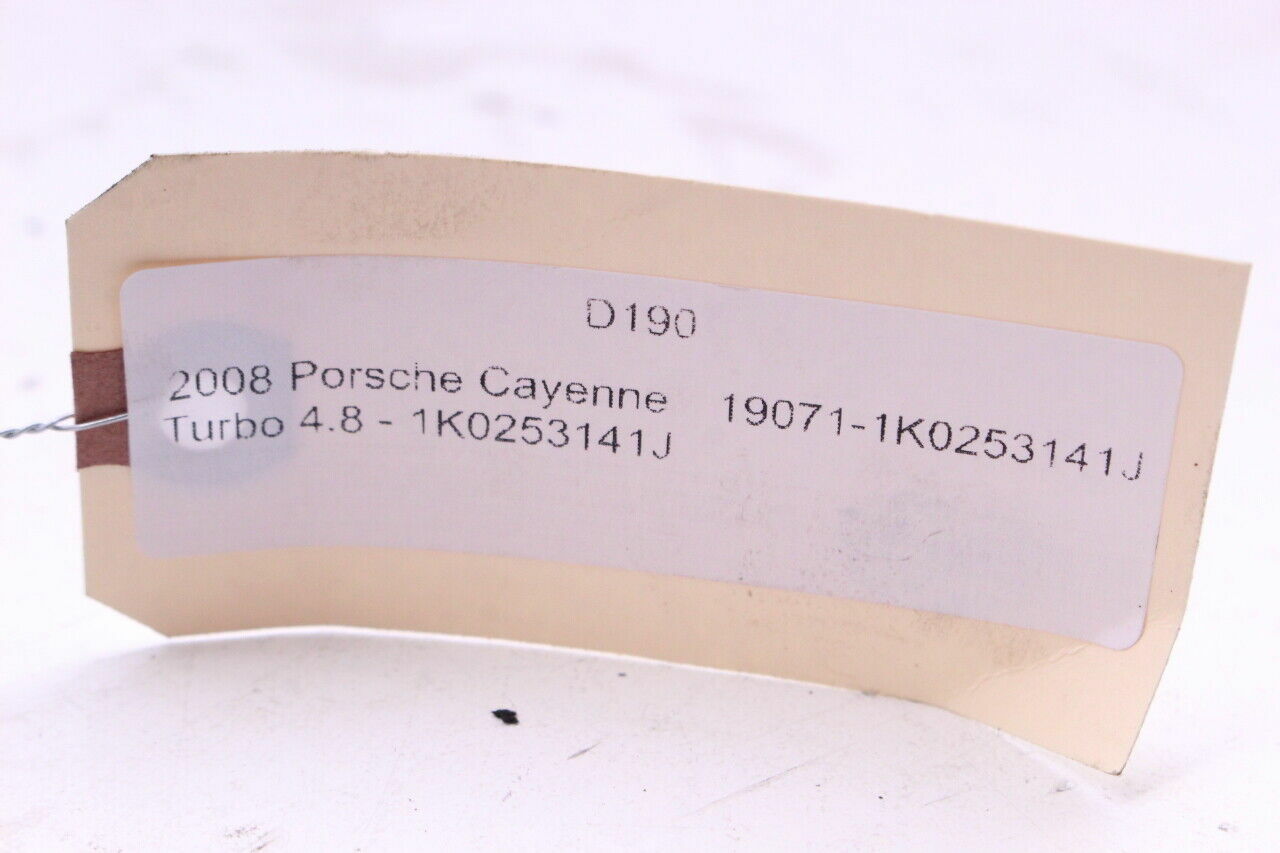 D190
2008 Porsche Cayenne
Turbo 4.8 - 1K0253141J
19071-1K0253141J